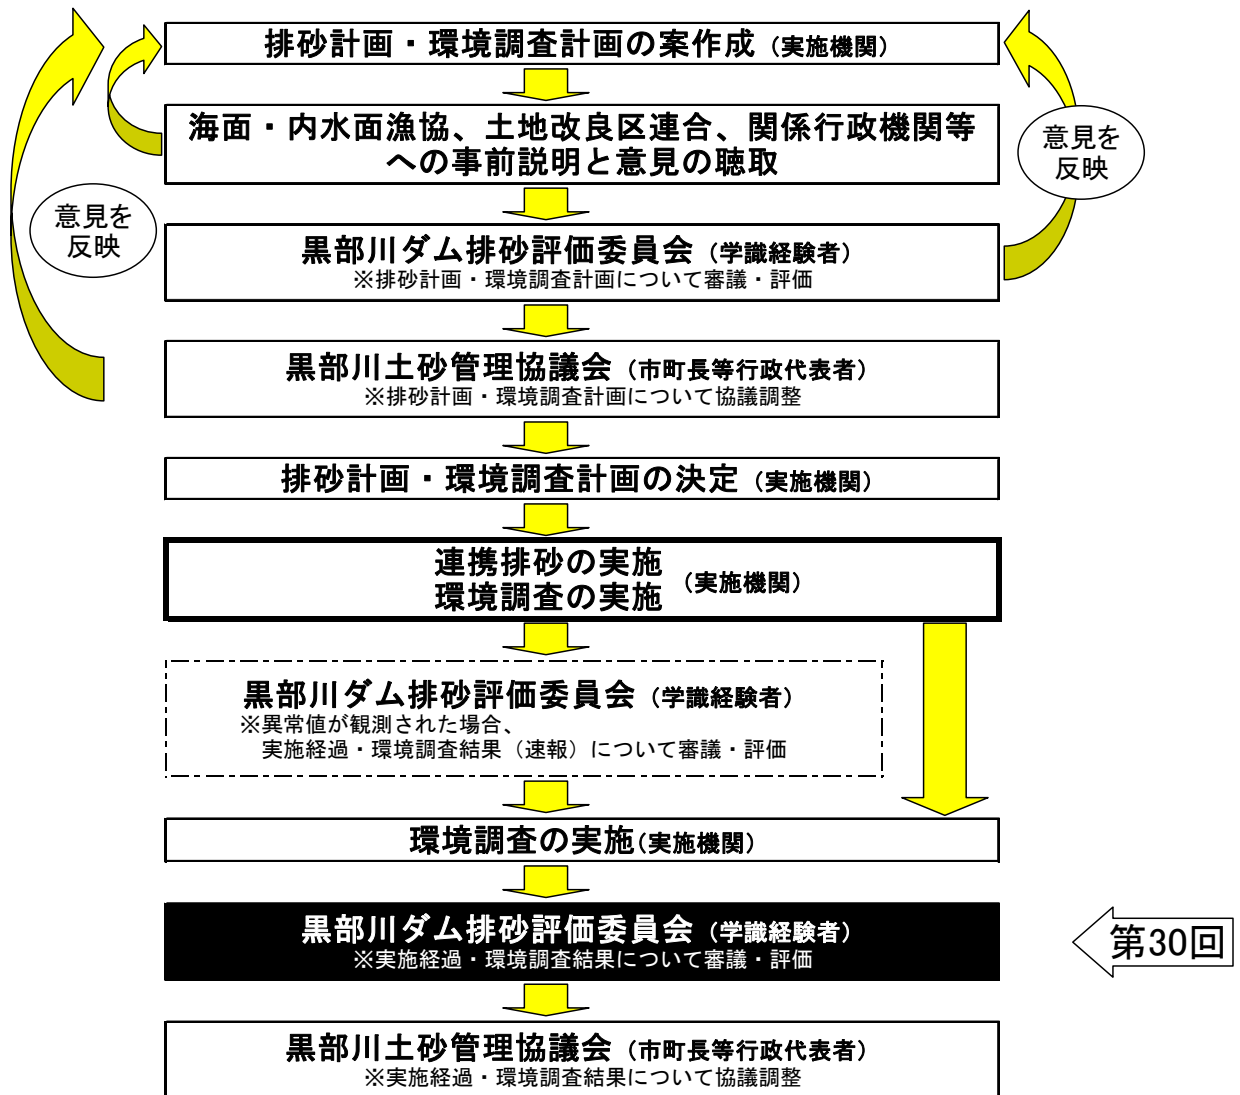 排砂計画・環境調査計画の案作成（実施機関）
海面・内水面漁協、土地改良区連合、関係行政機関等
への事前説明と意見の聴取
意見を
反映
意見を
反映
黒部川ダム排砂評価委員会（学識経験者）
※排砂計画・環境調査計画について審議・評価
黒部川土砂管理協議会（市町長等行政代表者）
※排砂計画・環境調査計画について協議調整
排砂計画・環境調査計画の決定（実施機関）
連携排砂の実施
環境調査の実施
（実施機関）
黒部川ダム排砂評価委員会（学識経験者）
※異常値が観測された場合、
実施経過・環境調査結果（速報）について審議・評価
環境調査の実施（実施機関）
黒部川ダム排砂評価委員会（学識経験者）
※実施経過・環境調査結果について審議・評価
第30回
黒部川土砂管理協議会（市町長等行政代表者）
※実施経過・環境調査結果について協議調整